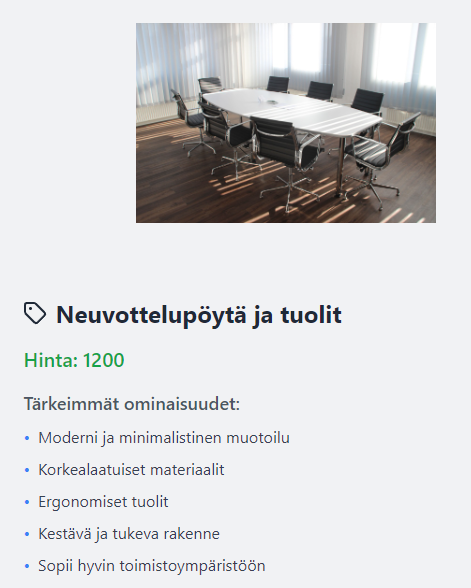 Neuvottelupöytä ja tuolit
Hinta: 1200
Tärkeimmät ominaisuudet:
• Moderni ja minimalistinen muotoilu
• Korkealaatuiset materiaalit
• Ergonomiset tuolit
• Kestävä ja tukeva rakenne
• Sopii hyvin toimistoympäristöön